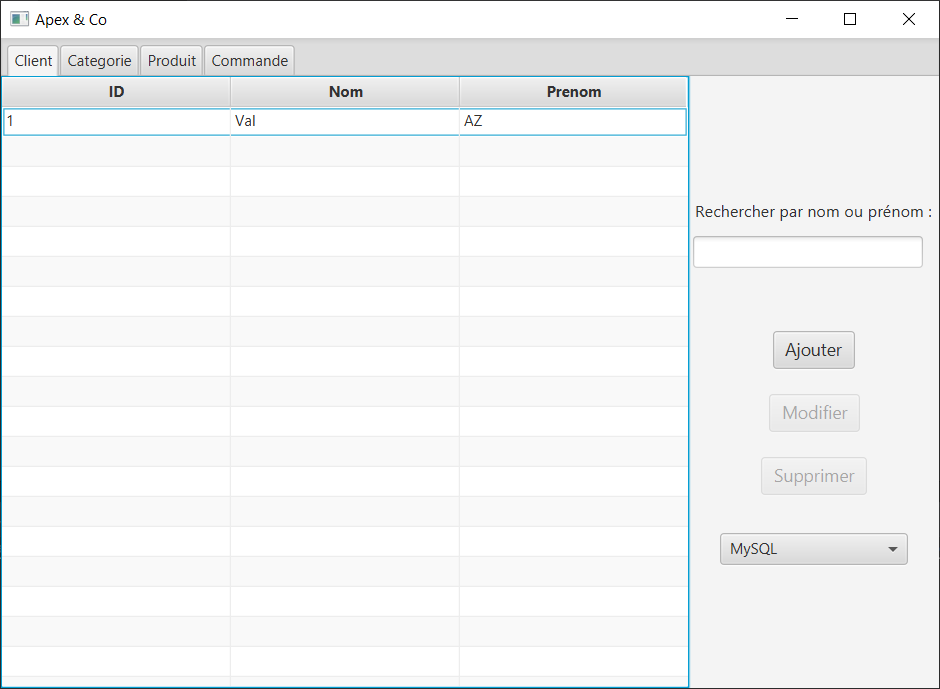 Apex & Co
Client Categorie Produit Commande
ID Nom Prenom
1 Val AZ
Rechercher par nom ou prénom :
Ajouter
Modifier
Supprimer
MySQL